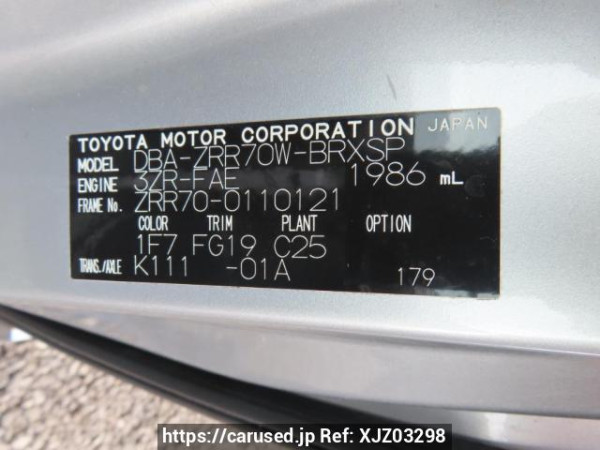 TOYOTA MOTOR CORPORATION JAPAN
MODEL DBA-ZRR70W-BRXSP
ENGINE 3ZR-FAE 1986 mL
FRAME No. ZRR70-0110121
COLOR TRIM PLANT OPTION
1F7 FG19 C25
TRANS./AXLE K111 -01A 179
https://carused.jp Ref: XJZ03298